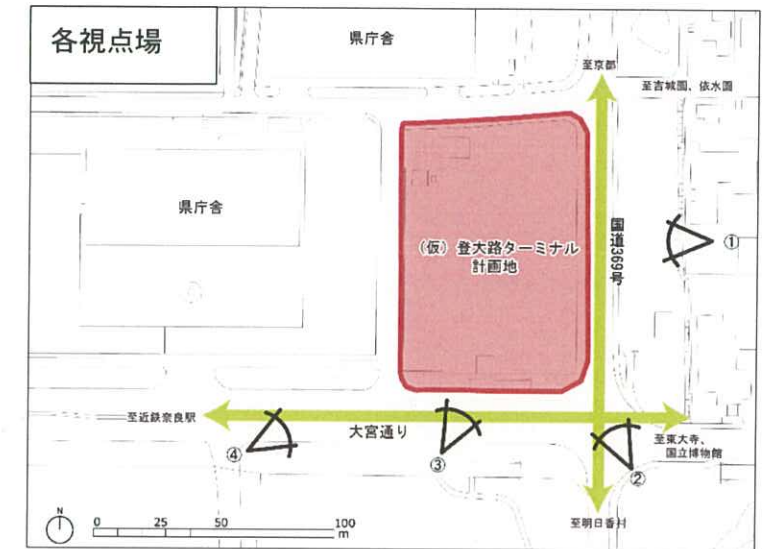 各視点場
県庁舎
至京都
至吉城園、依水園
県庁舎
(仮) 登大路ターミナル
計画地
国道369号
①
至近鉄奈良駅
大宮通り
④
③
②
至東大寺、
国立博物館
至明日香村
N
0 25 50 100
m